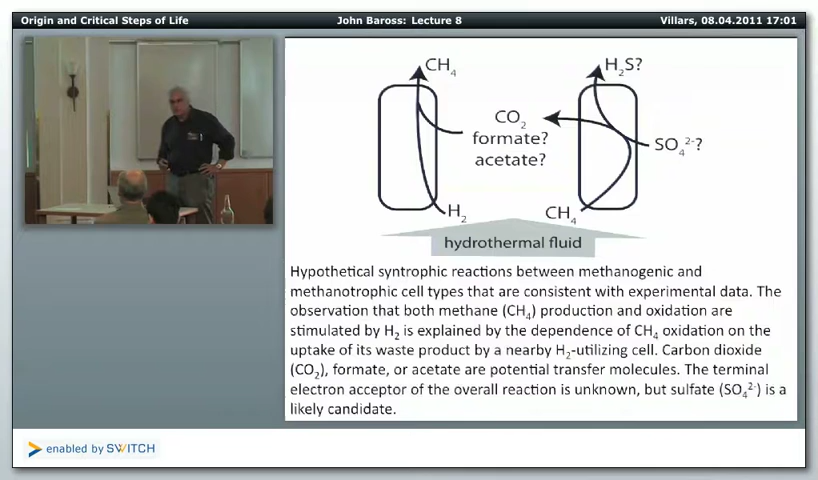 Origin and Critical Steps of Life
John Baross: Lecture 8
Villars, 08.04.2011 17:01
CH4
H2S?
CO2
formate?
acetate?
SO4 2-?
H2
CH4
hydrothermal fluid
Hypothetical syntrophic reactions between methanogenic and
methanotrophic cell types that are consistent with experimental data. The
observation that both methane (CH4) production and oxidation are
stimulated by H2 is explained by the dependence of CH4 oxidation on the
uptake of its waste product by a nearby H2-utilizing cell. Carbon dioxide
(CO2), formate, or acetate are potential transfer molecules. The terminal
electron acceptor of the overall reaction is unknown, but sulfate (SO4 2-) is a
likely candidate.
enabled by SWITCH